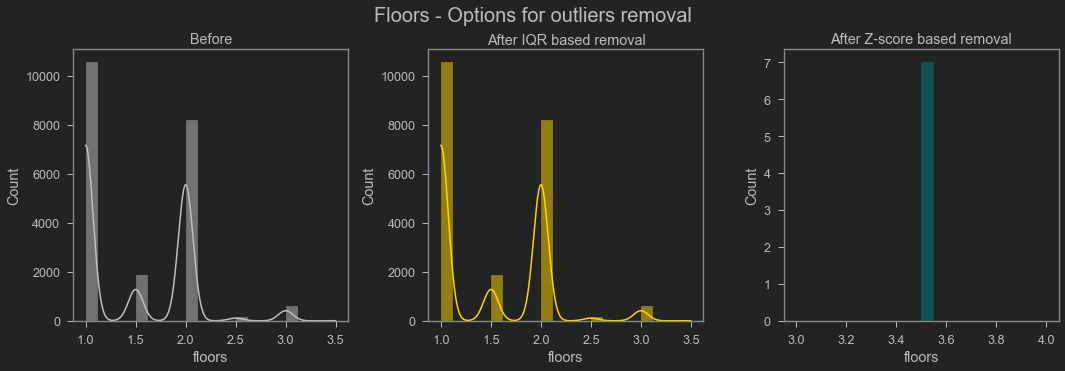 Floors - Options for outliers removal
Before
10000
8000
6000
4000
2000
0
Count
1.0 1.5 2.0 2.5 3.0 3.5
floors
After IQR based removal
10000
8000
6000
4000
2000
0
Count
1.0 1.5 2.0 2.5 3.0 3.5
floors
After Z-score based removal
7
6
5
4
3
2
1
0
Count
3.0 3.2 3.4 3.6 3.8 4.0
floors